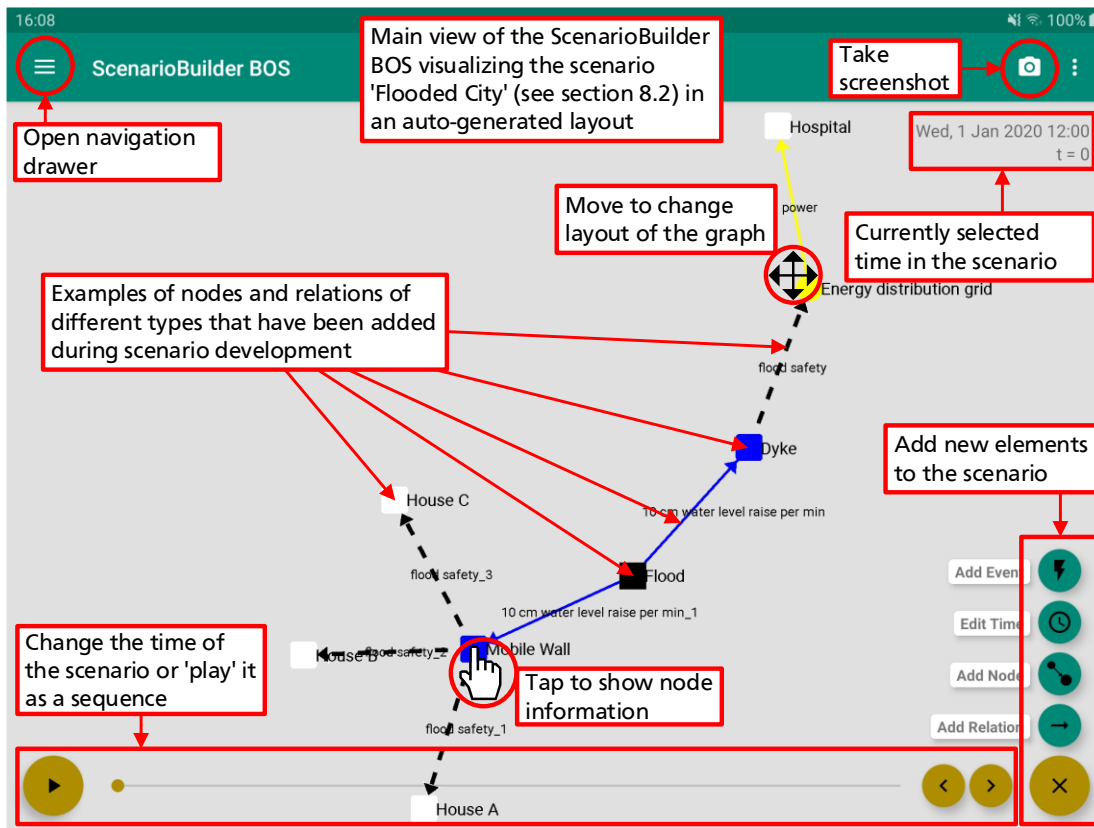 16:08
100%
ScenarioBuilder BOS
Main view of the ScenarioBuilder
BOS visualizing the scenario
'Flooded City' (see section 8.2) in
an auto-generated layout
Take
screenshot
Open navigation
drawer
Hospital
Wed, 1 Jan 2020 12:00
t = 0
power
Move to change
layout of the graph
Currently selected
time in the scenario
Energy distribution grid
Examples of nodes and relations of
different types that have been added
during scenario development
flood safety
Dyke
Add new elements
to the scenario
House C
10 cm water level raise per min
flood safety_3
Flood
Add Event
10 cm water level raise per min_1
Edit Time
Change the time of
the scenario or 'play' it
as a sequence
House B
flood safety_2
Mobile Wall
Tap to show node
information
Add Node
flood safety_1
Add Relation
House A